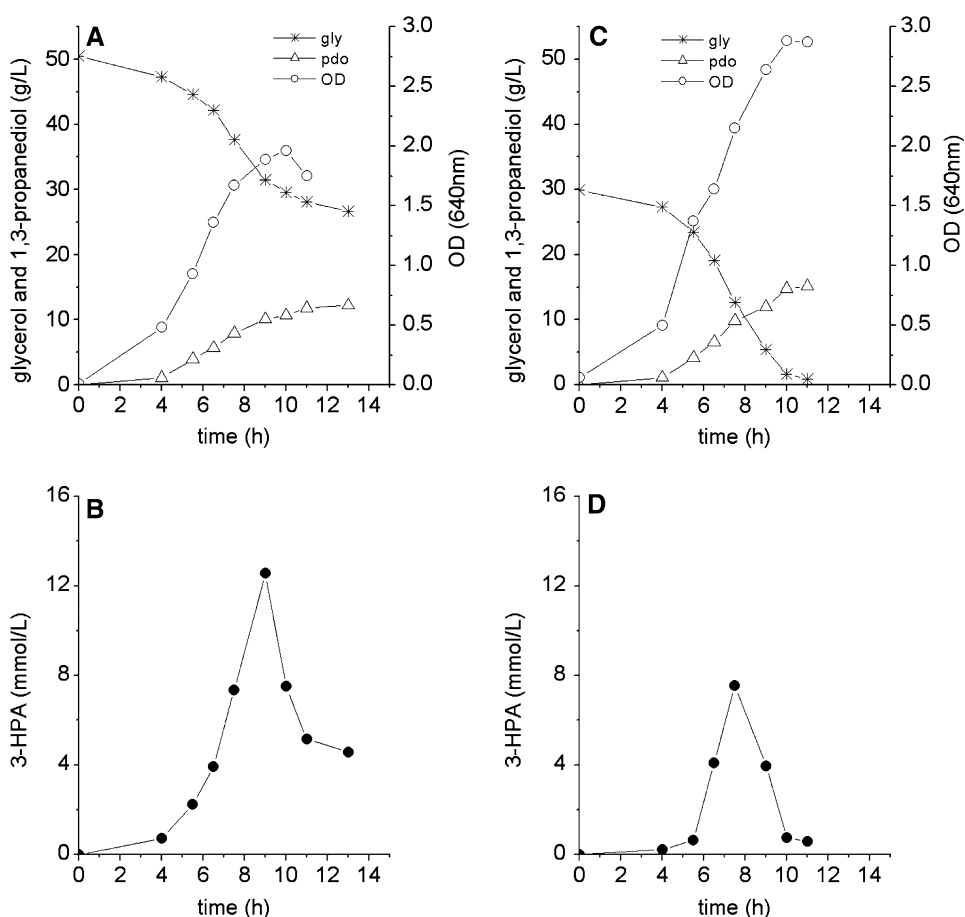 A
gly
pdo
OD
glycerol and 1,3-propanediol (g/L)
50
40
30
20
10
0
3.0
2.5
2.0
1.5
1.0
0.5
0.0
OD (640nm)
0 2 4 6 8 10 12 14
time (h)
C
gly
pdo
OD
glycerol and 1,3-propanediol (g/L)
50
40
30
20
10
0
3.0
2.5
2.0
1.5
1.0
0.5
0.0
OD (640nm)
0 2 4 6 8 10 12 14
time (h)
B
3-HPA (mmol/L)
16
12
8
4
0
0 2 4 6 8 10 12 14
time (h)
D
3-HPA (mmol/L)
16
12
8
4
0
0 2 4 6 8 10 12 14
time (h)